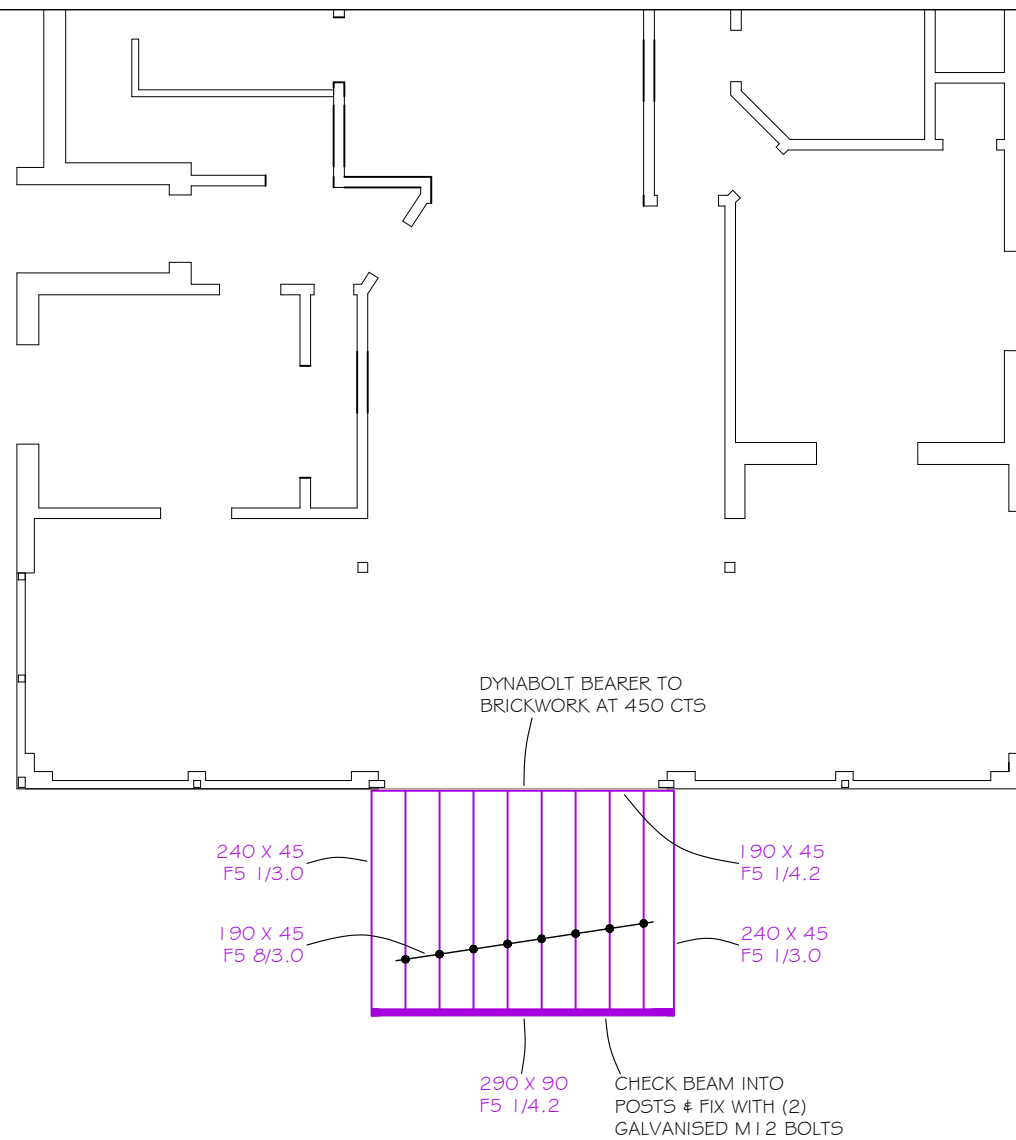 DYNABOLT BEARER TO
BRICKWORK AT 450 CTS
240 X 45
F5 1/3.0
190 X 45
F5 1/4.2
190 X 45
F5 8/3.0
240 X 45
F5 1/3.0
290 X 90
F5 1/4.2
CHECK BEAM INTO
POSTS & FIX WITH (2)
GALVANISED M12 BOLTS